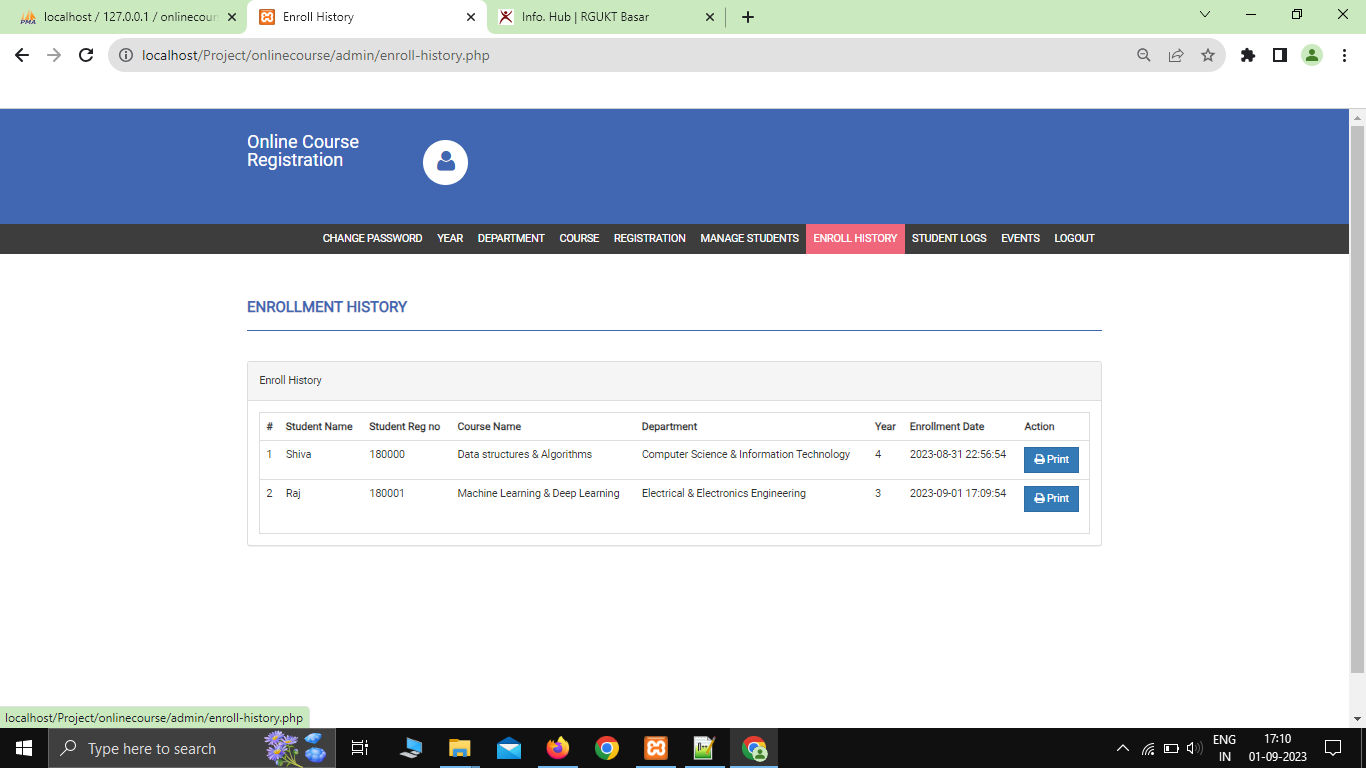 localhost / 127.0.0.1 / onlinecour
Enroll History
Info. Hub | RGUKT Basar
localhost/Project/onlinecourse/admin/enroll-history.php
Online Course
Registration
CHANGE PASSWORD YEAR DEPARTMENT COURSE REGISTRATION MANAGE STUDENTS ENROLL HISTORY STUDENT LOGS EVENTS LOGOUT
ENROLLMENT HISTORY
Enroll History
# Student Name Student Reg no Course Name Department Year Enrollment Date Action
1 Shiva 180000 Data structures & Algorithms Computer Science & Information Technology 4 2023-08-31 22:56:54 Print
2 Raj 180001 Machine Learning & Deep Learning Electrical & Electronics Engineering 3 2023-09-01 17:09:54 Print
localhost/Project/onlinecourse/admin/enroll-history.php
Type here to search
ENG 17:10
IN 01-09-2023